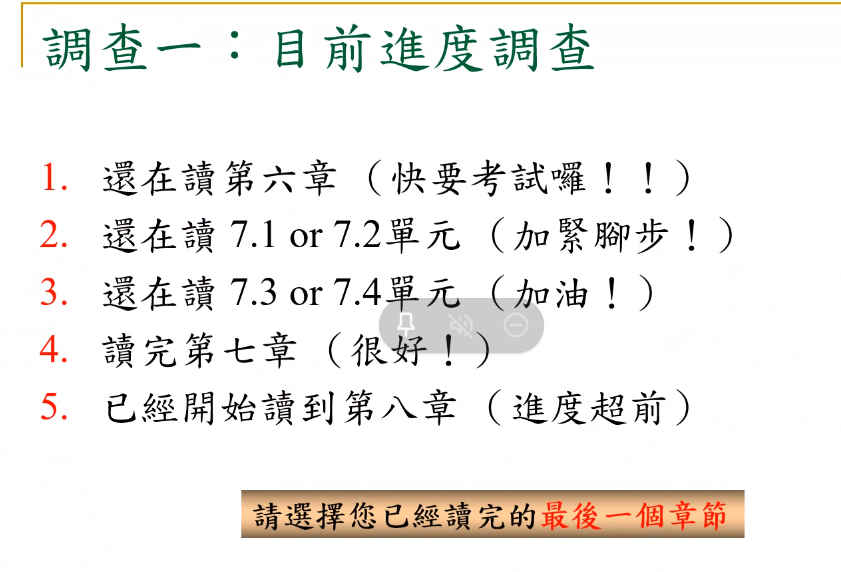 調查一：目前進度調查
1. 還在讀第六章（快要考試囉！！）
2. 還在讀 7.1 or 7.2單元（加緊腳步！）
3. 還在讀 7.3 or 7.4單元（加油！）
4. 讀完第七章（很好！）
5. 已經開始讀到第八章（進度超前）
請選擇您已經讀完的最後一個章節